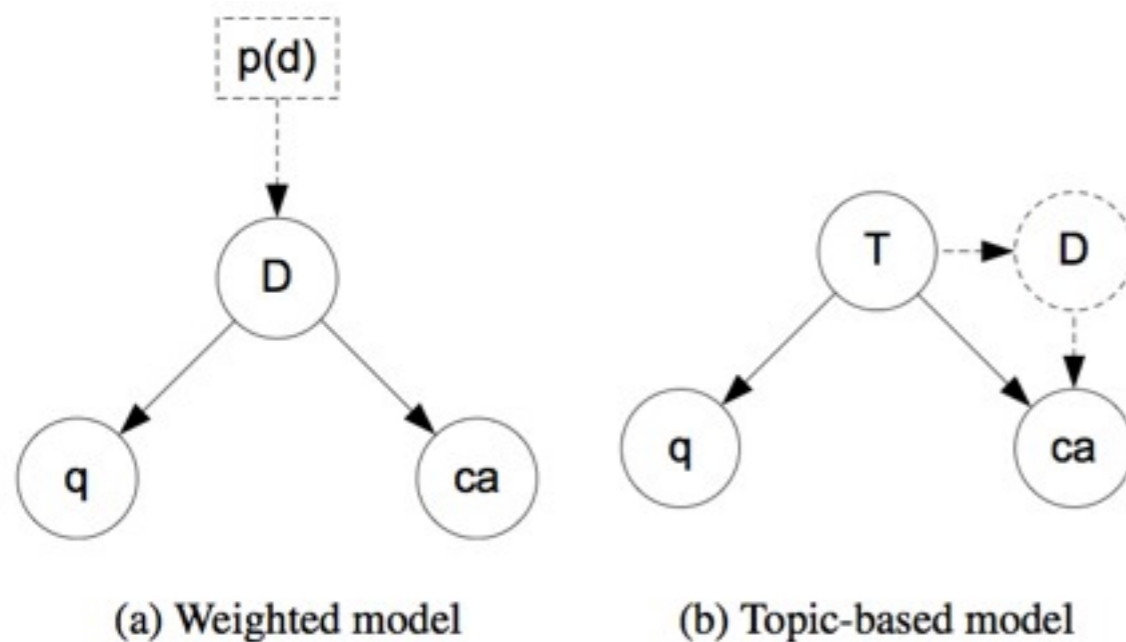 p(d)
D
q
ca
T
D
q
ca
(a) Weighted model
(b) Topic-based model